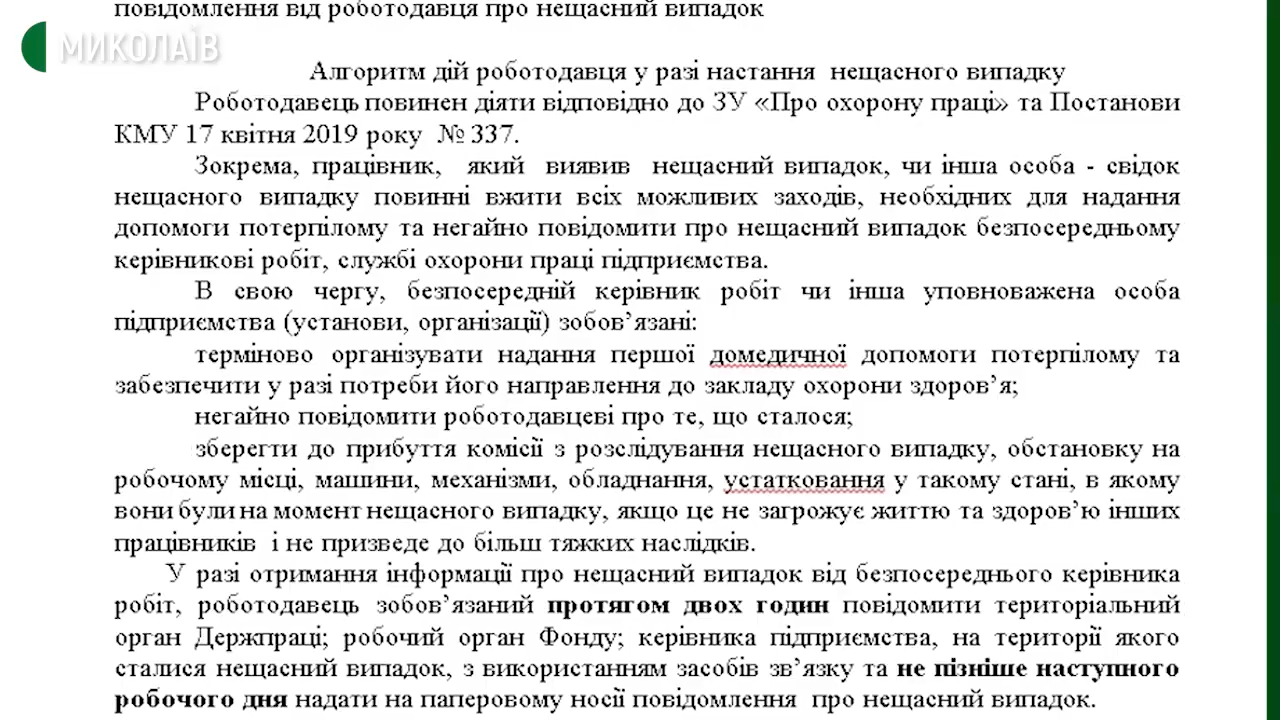 повідомлення від роботодавця про нещасний випадок
МИКОЛАЇВ
Алгоритм дій роботодавця у разі настання нещасного випадку
Роботодавець повинен діяти відповідно до ЗУ «Про охорону праці» та Постанови
КМУ 17 квітня 2019 року № 337.
Зокрема, працівник, який виявив нещасний випадок, чи інша особа - свідок
нещасного випадку повинні вжити всіх можливих заходів, необхідних для надання
допомоги потерпілому та негайно повідомити про нещасний випадок безпосередньому
керівникові робіт, службі охорони праці підприємства.
В свою чергу, безпосередній керівник робіт чи інша уповноважена особа
підприємства (установи, організації) зобов’язані:
терміново організувати надання першої домедичної допомоги потерпілому та
забезпечити у разі потреби його направлення до закладу охорони здоров’я;
негайно повідомити роботодавцеві про те, що сталося;
зберегти до прибуття комісії з розслідування нещасного випадку, обстановку на
робочому місці, машини, механізми, обладнання, устатковання у такому стані, в якому
вони були на момент нещасного випадку, якщо це не загрожує життю та здоров’ю інших
працівників і не призведе до більш тяжких наслідків.
У разі отримання інформації про нещасний випадок від безпосереднього керівника
робіт, роботодавець зобов’язаний протягом двох годин повідомити територіальний
орган Держпраці; робочий орган Фонду; керівника підприємства, на території якого
сталися нещасний випадок, з використанням засобів зв’язку та не пізніше наступного
робочого дня надати на паперовому носії повідомлення про нещасний випадок.